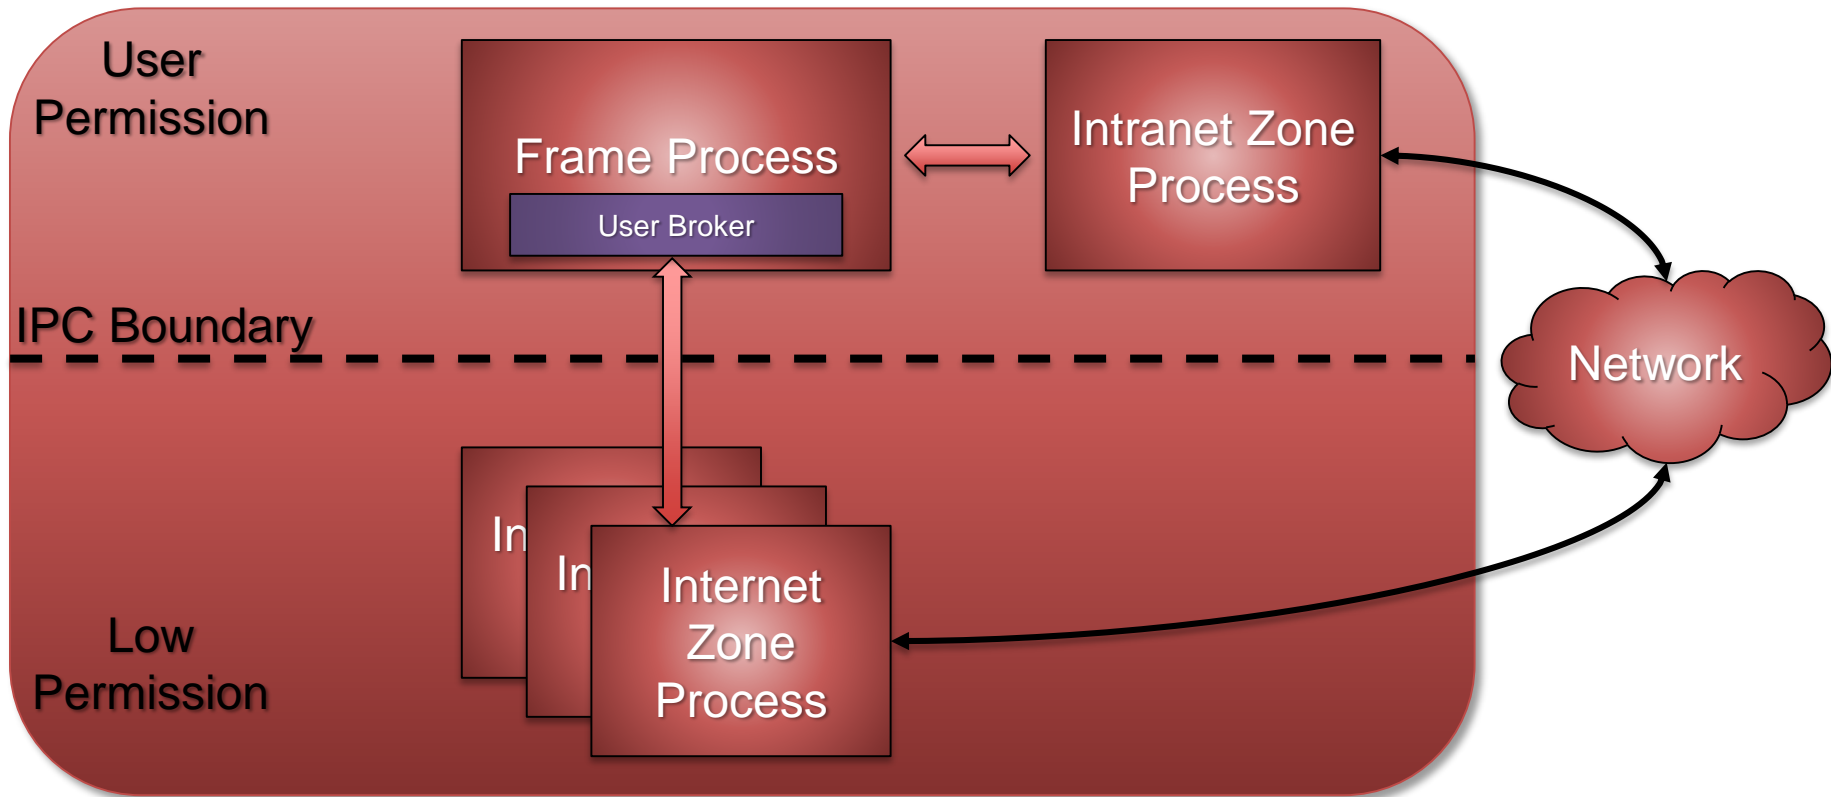 User
Permission
Frame Process
User Broker
Intranet Zone
Process
IPC Boundary
Network
In
In
Internet
Zone
Process
Low
Permission